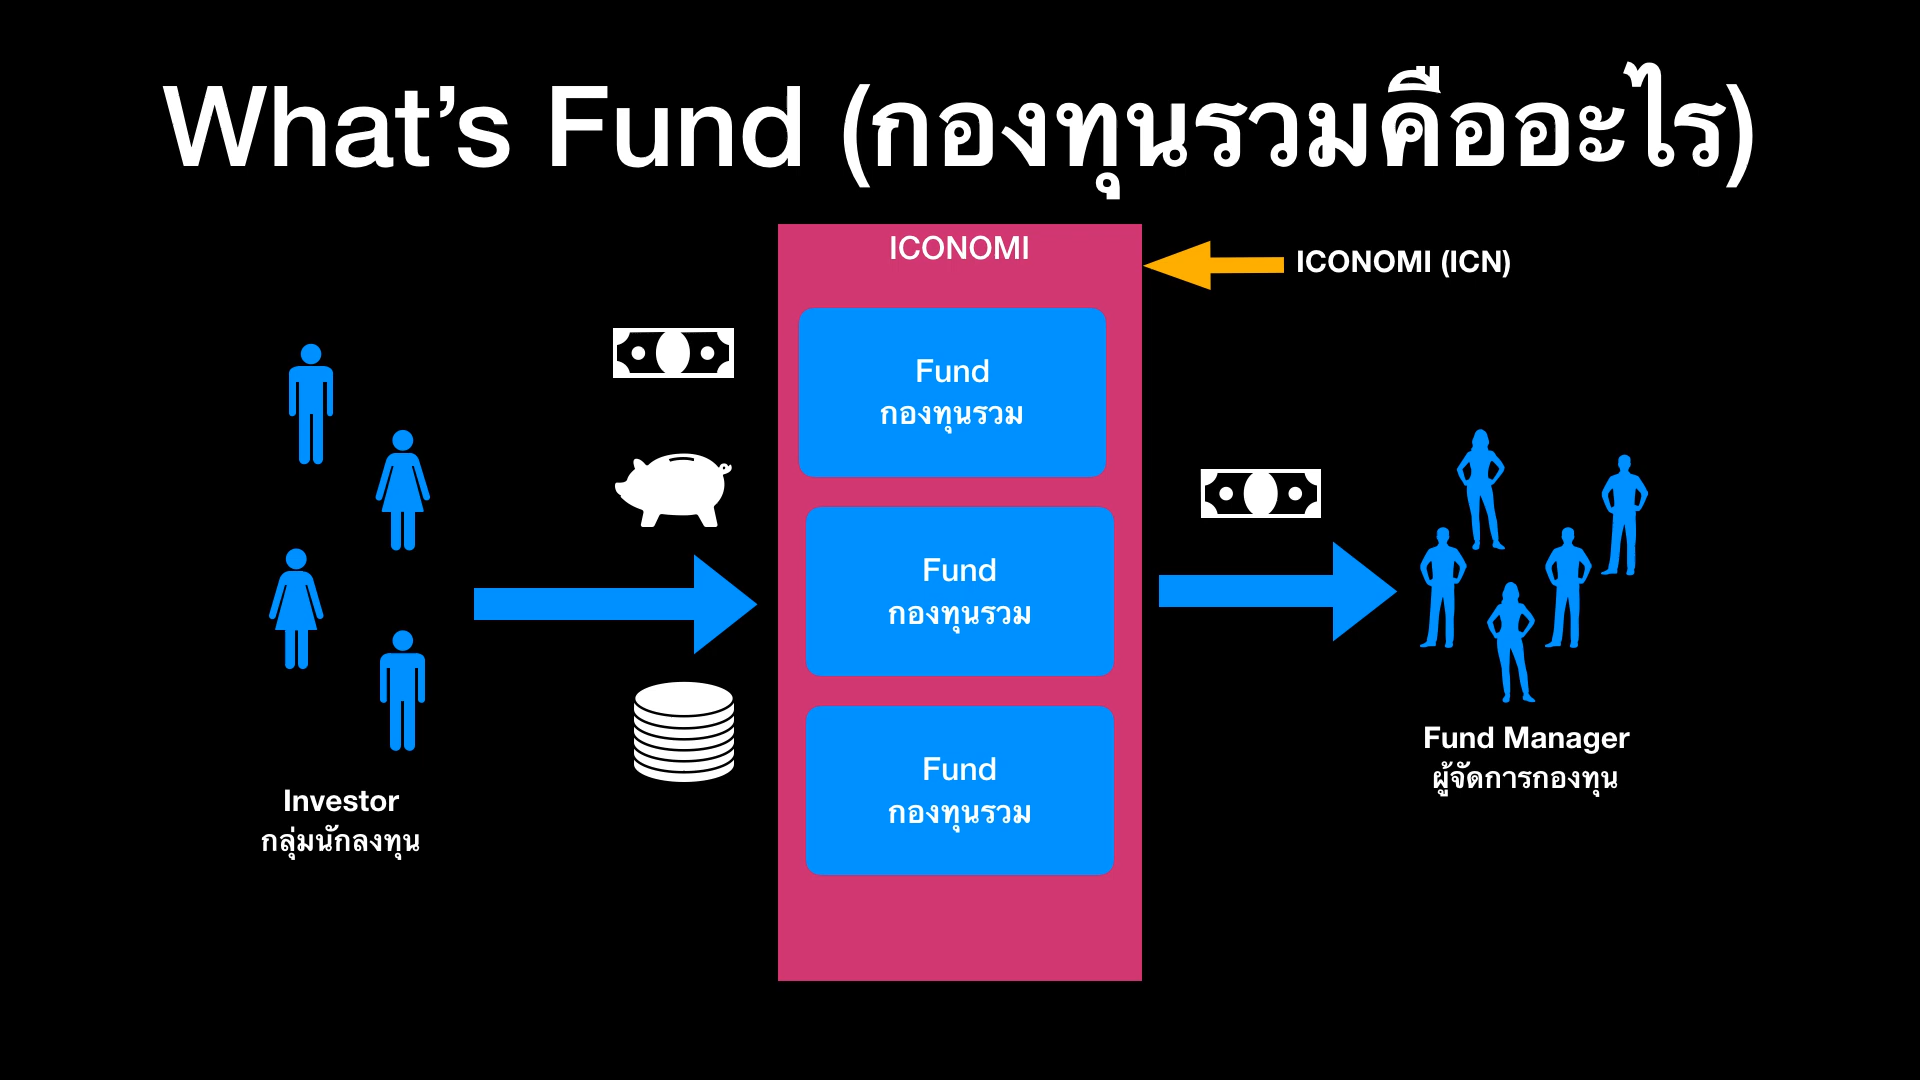 What’s Fund (กองทุนรวมคืออะไร)
ICONOMI
ICONOMI (ICN)
Fund
กองทุนรวม
Fund
กองทุนรวม
Fund
กองทุนรวม
Investor
กลุ่มนักลงทุน
Fund Manager
ผู้จัดการกองทุน